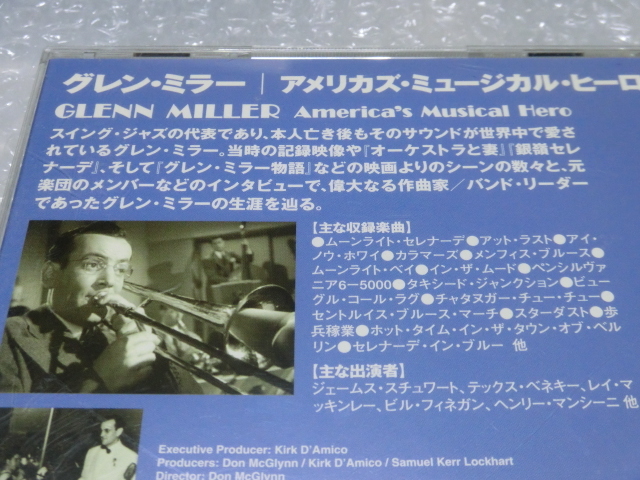 グレン・ミラー｜アメリカズ・ミュージカル・ヒーロ
GLENN MILLER America's Musical Hero
スイング・ジャズの代表であり、本人亡き後もそのサウンドが世界中で愛さ
れているグレン・ミラー。当時の記録映像や『オーケストラと妻』『銀嶺セレ
ナーデ』、そして『グレン・ミラー物語』などの映画よりのシーンの数々と、元
楽団のメンバーなどのインタビューで、偉大なる作曲家／バンド・リーダー
であったグレン・ミラーの生涯を辿る。
【主な収録楽曲】
●ムーンライト・セレナーデ●アット・ラスト●アイ・
ノウ・ホワイ●カラマーズ●メンフィス・ブルース●
ムーンライト・ベイ●イン・ザ・ムード●ペンシルヴァ
ニア6-5000●タキシード・ジャンクション●ビュー
グル・コール・ラグ●チャタヌガー・チュー・チュー●
セントルイス・ブルース・マーチ●スターダスト●歩
兵稼業●ホット・タイム・イン・ザ・タウン・オブ・ベル
リン●セレナーデ・イン・ブルー 他
【主な出演者】
ジェームス・スチュワート、テックス・ベネキー、レイ・マ
ッキンレー、ビル・フィネガン、ヘンリー・マンシーニ 他
Executive Producer: Kirk D'Amico
Producers: Don McGlynn / Kirk D'Amico / Samuel Kerr Lockhart
Director: Don McGlynn